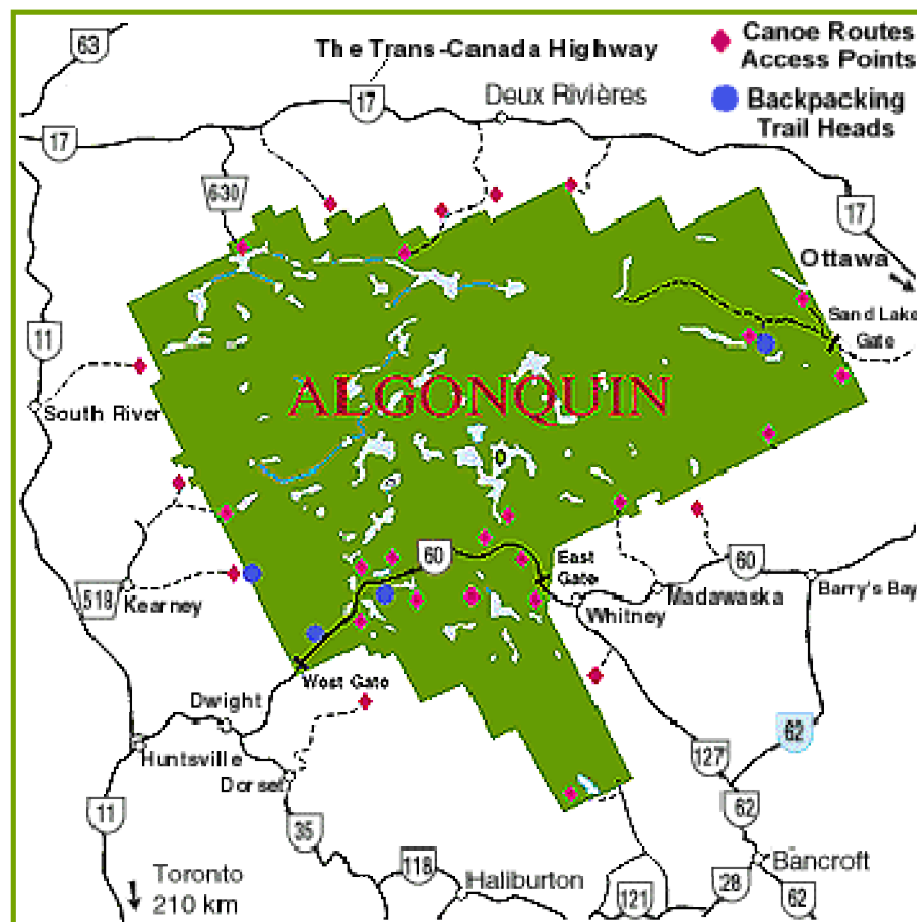 63
The Trans-Canada Highway
Canoe Routes
Access Points
17
Deux Rivières
Backpacking
Trail Heads
17
630
17
Ottawa
Sand Lake
Gate
11
ALGONQUIN
South River
60
East
Gate
60
518
Kearney
Whitney
Madawaska
Barry's Bay
West Gate
Dwight
62
Huntsville
127
Dorset
11
35
62
118
Bancroft
Toronto
210 km
Haliburton
121
28
62